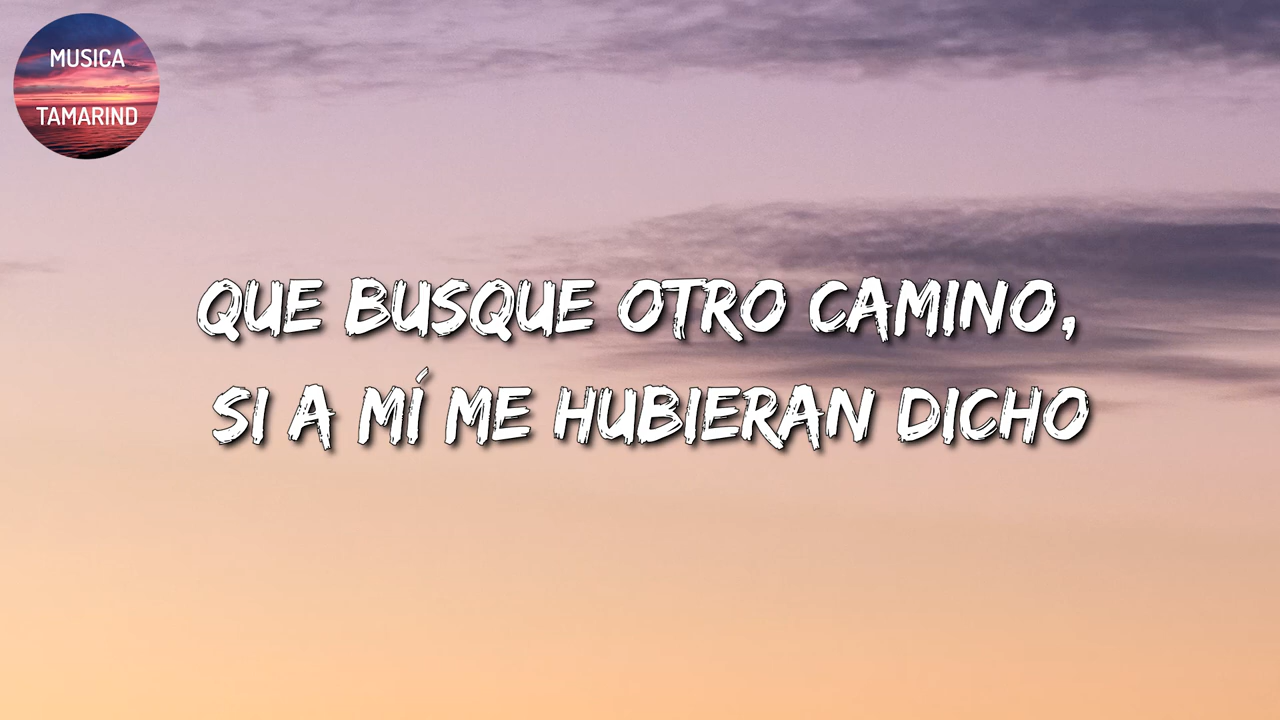 MUSICA
TAMARIND
QUE BUSQUE OTRO CAMINO,
SI A MÍ ME HUBIERAN DICHO